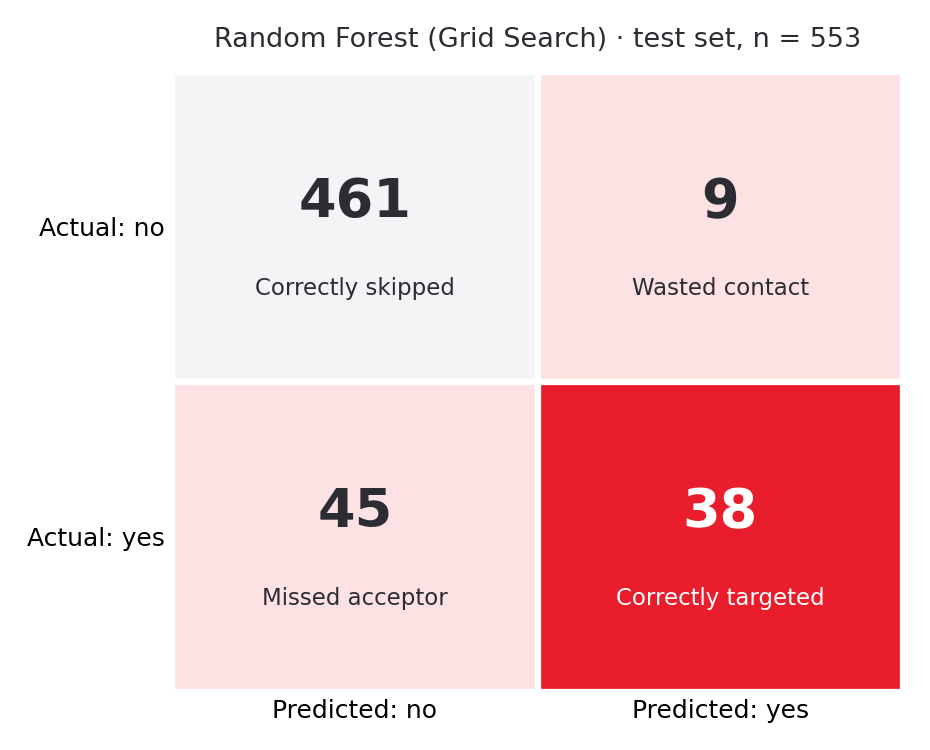 Random Forest (Grid Search) · test set, n = 553
461
9
Correctly skipped
Wasted contact
Actual: no
45
38
Missed acceptor
Correctly targeted
Actual: yes
Predicted: no
Predicted: yes